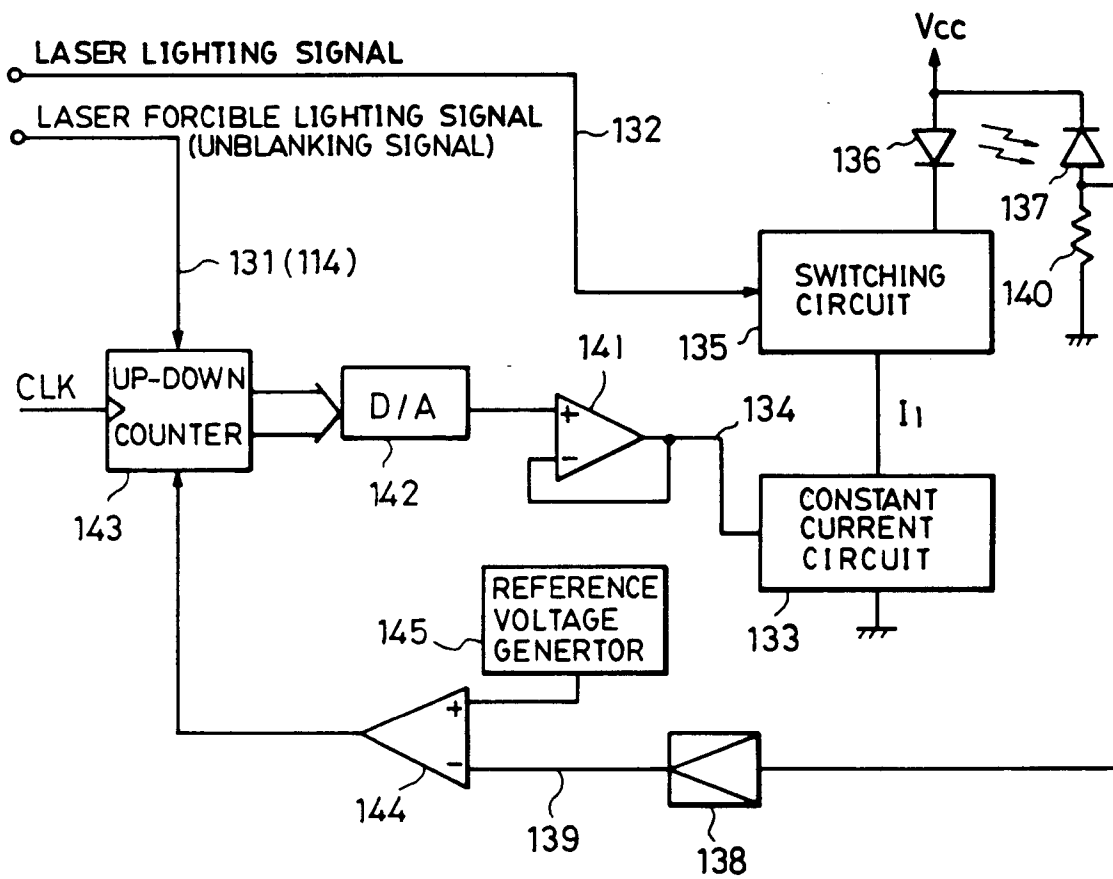 LASER LIGHTING SIGNAL
LASER FORCIBLE LIGHTING SIGNAL
(UNBLANKING SIGNAL)
Vcc
132
136
137
131 (114)
SWITCHING
CIRCUIT
135
140
141
CLK
UP-DOWN
COUNTER
D/A
+
-
134
I1
143
142
CONSTANT
CURRENT
CIRCUIT
REFERENCE
VOLTAGE
GENERTOR
145
133
+
-
144
139
138